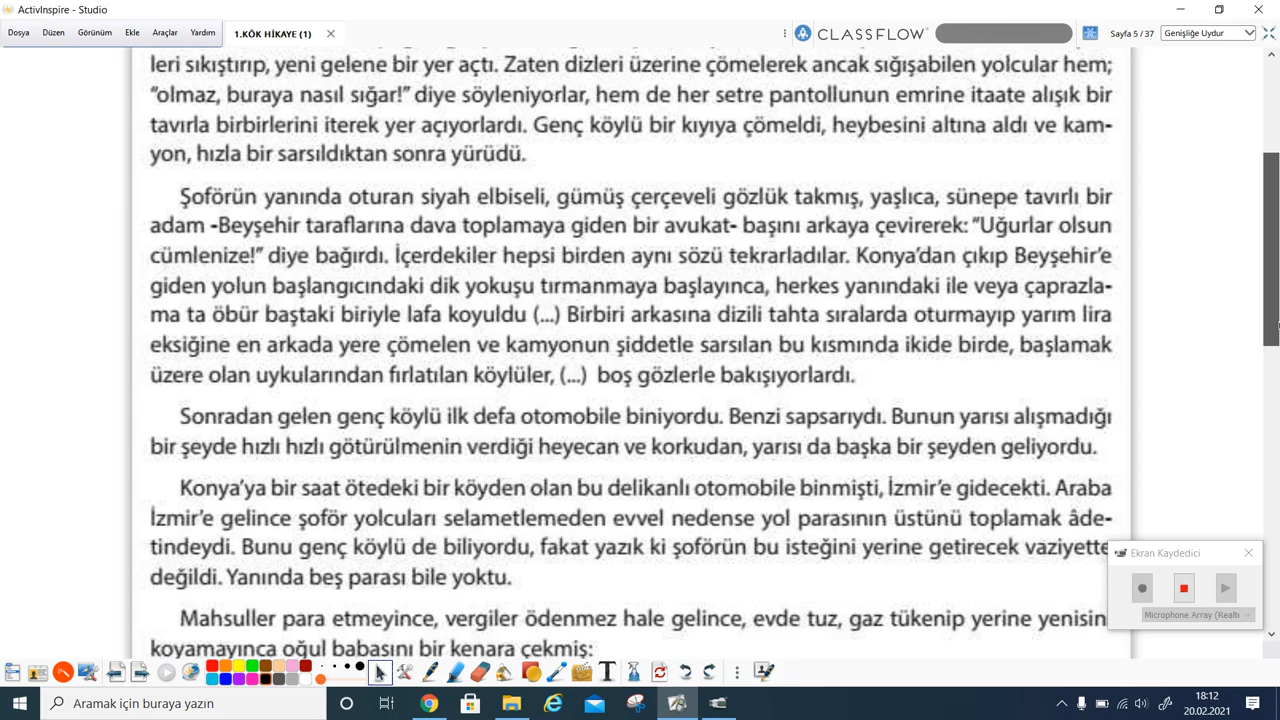 ActivInspire - Studio
Dosya Düzen Görünüm Ekle Araçlar Yardım
1.KÖK HİKAYE (1)
CLASSFLOW
Sayfa 5 / 37
Genişliğe Uydur
leri sıkıştırıp, yeni gelene bir yer açtı. Zaten dizleri üzerine çömelerek ancak sığışabilen yolcular hem;
“olmaz, buraya nasıl sığar!” diye söyleniyorlar, hem de her setre pantollunun emrine itaate alışık bir
tavırla birbirlerini iterek yer açıyorlardı. Genç köylü bir kıyıya çömeldi, heybesini altına aldı ve kam-
yon, hızla bir sarsıldıktan sonra yürüdü.
Şoförün yanında oturan siyah elbiseli, gümüş çerçeveli gözlük takmış, yaşlıca, sünepe tavırlı bir
adam -Beyşehir taraflarına dava toplamaya giden bir avukat- başını arkaya çevirerek: “Uğurlar olsun
cümlenize!” diye bağırdı. İçerdekiler hepsi birden aynı sözü tekrarladılar. Konya’dan çıkıp Beyşehir’e
giden yolun başlangıcındaki dik yokuşu tırmanmaya başlayınca, herkes yanındaki ile veya çaprazla-
ma ta öbür baştaki biriyle lafa koyuldu (...) Birbiri arkasına dizili tahta sıralarda oturmayıp yarım lira
eksiğine en arkada yere çömelen ve kamyonun şiddetle sarsılan bu kısmında ikide birde, başlamak
üzere olan uykularından fırlatılan köylüler, (...) boş gözlerle bakışıyorlardı.
Sonradan gelen genç köylü ilk defa otomobile biniyordu. Benzi sapsarıydı. Bunun yarısı alışmadığı
bir şeyde hızlı hızlı götürülmenin verdiği heyecan ve korkudan, yarısı da başka bir şeyden geliyordu.
Konya’ya bir saat ötedeki bir köyden olan bu delikanlı otomobile binmişti, İzmir’e gidecekti. Araba
İzmir’e gelince şoför yolcuları selametlemeden evvel nedense yol parasının üstünü toplamak âde-
tindeydi. Bunu genç köylü de biliyordu, fakat yazık ki şoförün bu isteğini yerine getirecek vaziyette
değildi. Yanında beş parası bile yoktu.
Mahsuller para etmeyince, vergiler ödenmez hale gelince, evde tuz, gaz tükenip yerine yenisin
koyamayınca oğul babasını bir kenara çekmiş:
Ekran Kaydedici
Microphone Array (Realte
Aramak için buraya yazın
18:12
20.02.2021